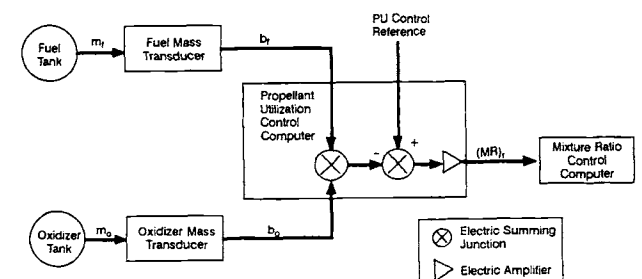 PU Control
Reference
Fuel
Tank
m_f
Fuel Mass
Transducer
b_f
Propellant
Utilization
Control
Computer
-
+
(MR)_r
Mixture Ratio
Control
Computer
Oxidizer
Tank
m_o
Oxidizer Mass
Transducer
b_o
Electric Summing
Junction
Electric Amplifier